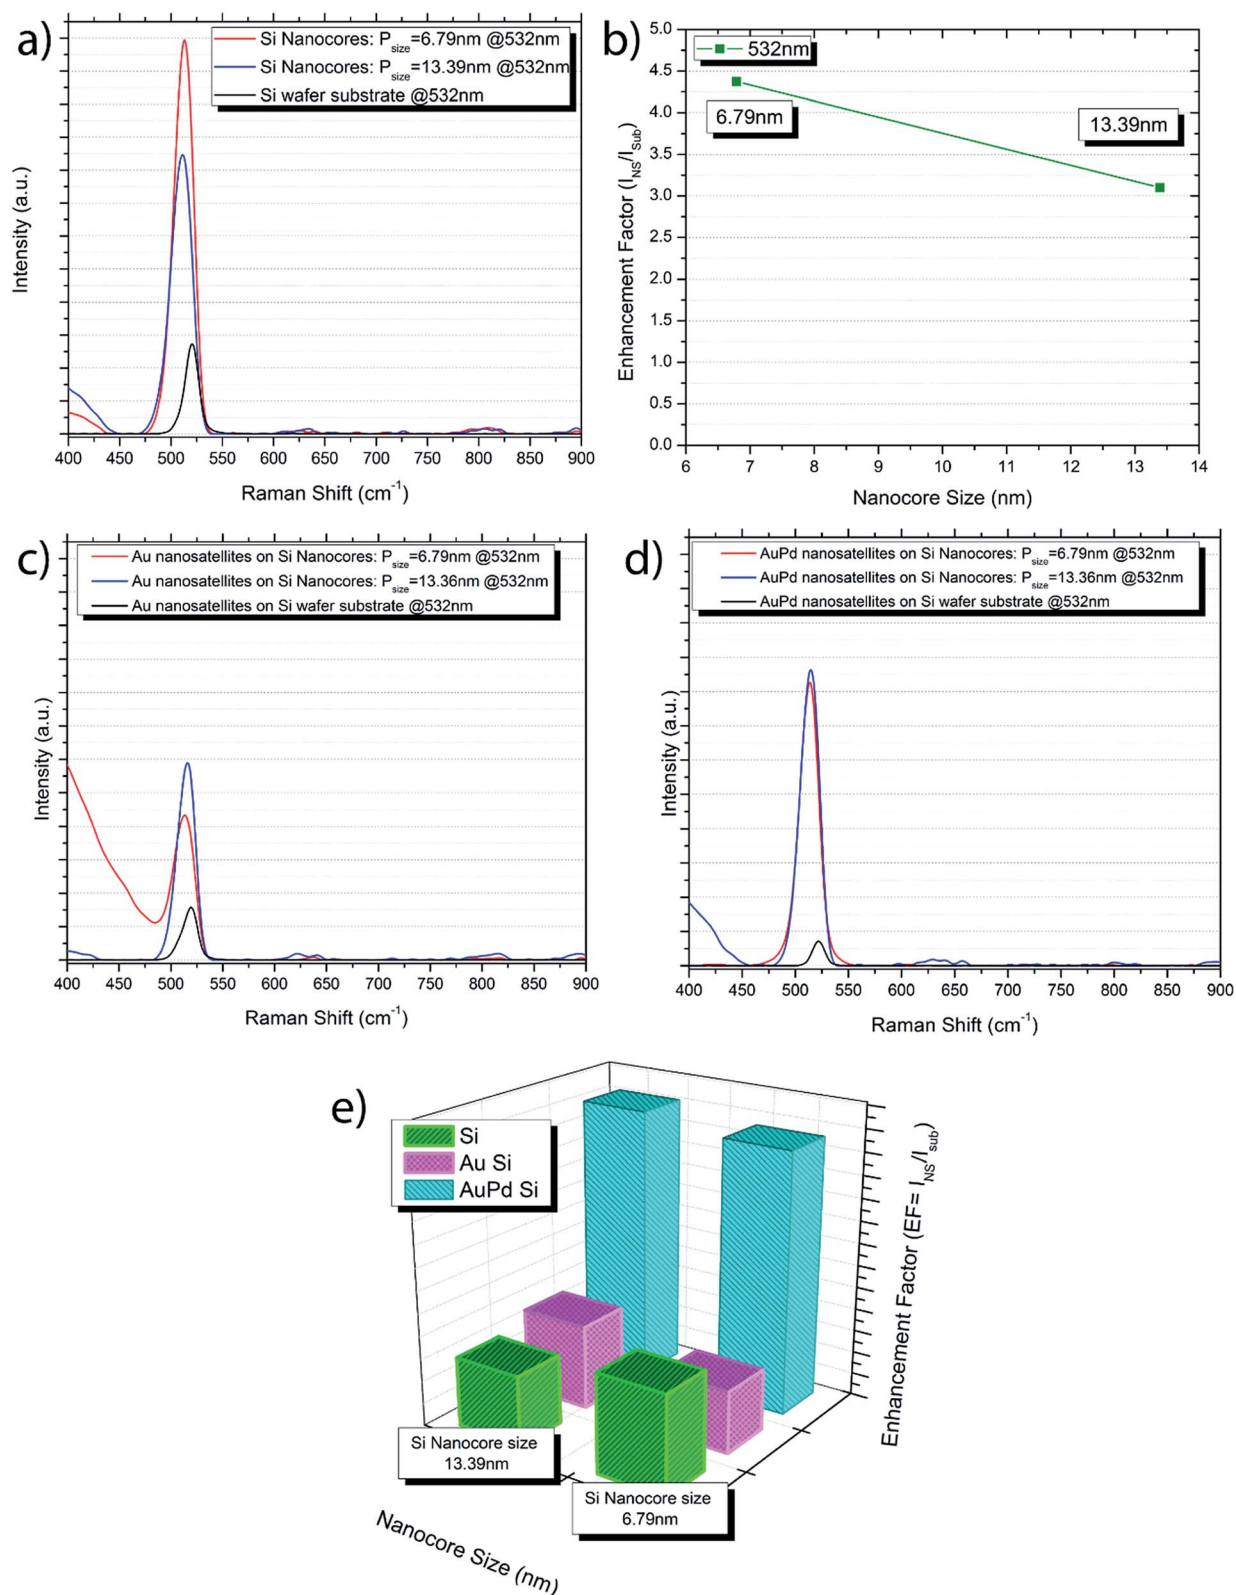 a)
Si Nanocores: Psize=6.79nm @532nm
Si Nanocores: Psize=13.39nm @532nm
Si wafer substrate @532nm
Intensity (a.u.)
400 450 500 550 600 650 700 750 800 850 900
Raman Shift (cm-1)
b)
532nm
5.0
4.5
4.0
3.5
3.0
2.5
2.0
1.5
1.0
0.5
0.0
6.79nm
13.39nm
Enhancement Factor (INS/ISub)
6 7 8 9 10 11 12 13 14
Nanocore Size (nm)
c)
Au nanosatellites on Si Nanocores: Psize=6.79nm @532nm
Au nanosatellites on Si Nanocores: Psize=13.36nm @532nm
Au nanosatellites on Si wafer substrate @532nm
Intensity (a.u.)
400 450 500 550 600 650 700 750 800 850 900
Raman Shift (cm-1)
d)
AuPd nanosatellites on Si Nanocores: Psize=6.79nm @532nm
AuPd nanosatellites on Si Nanocores: Psize=13.36nm @532nm
AuPd nanosatellites on Si wafer substrate @532nm
Intensity (a.u.)
400 450 500 550 600 650 700 750 800 850 900
Raman Shift (cm-1)
e)
Si
Au Si
AuPd Si
Enhancement Factor (EF= INS/Isub)
Si Nanocore size
13.39nm
Si Nanocore size
6.79nm
Nanocore Size (nm)